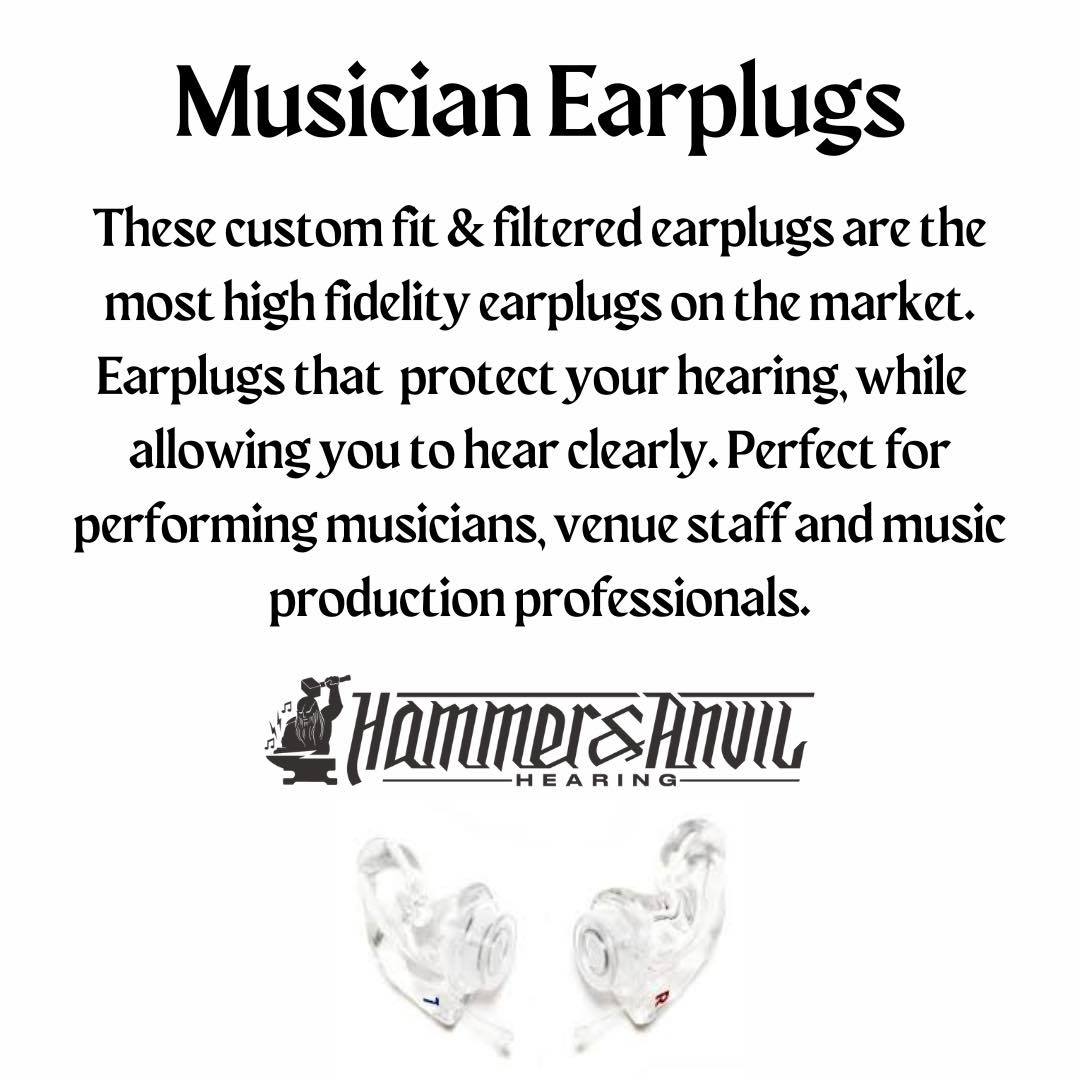 Musician Earplugs
These custom fit & filtered earplugs are the
most high fidelity earplugs on the market.
Earplugs that protect your hearing, while
allowing you to hear clearly. Perfect for
performing musicians, venue staff and music
production professionals.
Hammer&Anvil
HEARING
L R